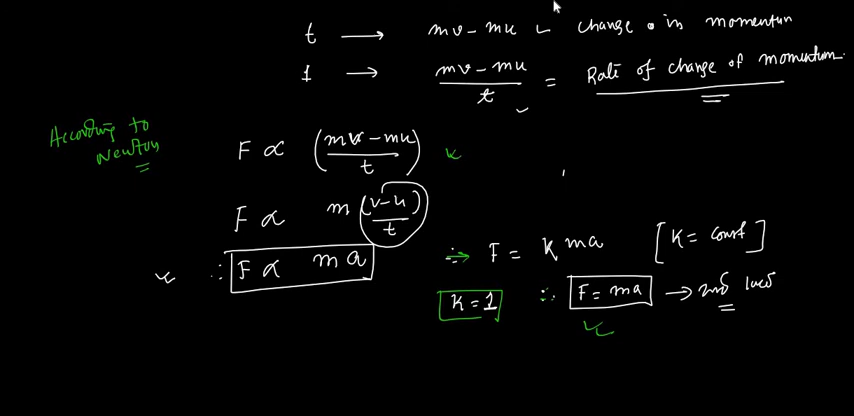 t → mv - mu change in momentum
1 → (mv - mu)/t = Rate of change of momentum.
According to
Newton
F ∝ ((mv - mu)/t)
F ∝ m (v-u)/t
∴ F ∝ ma
∴ F = K ma [K = const]
K = 1 ∴ F = ma → 2nd law